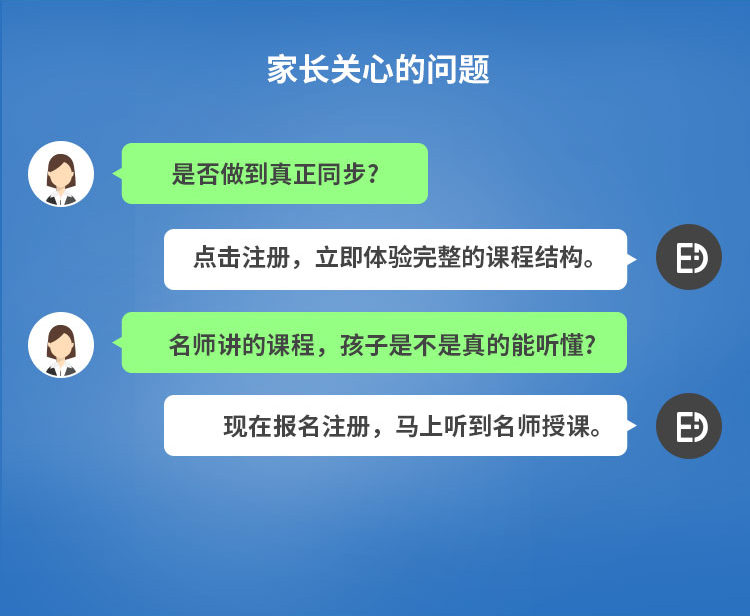 家长关心的问题
是否做到真正同步?
点击注册，立即体验完整的课程结构。
名师讲的课程，孩子是不是真的能听懂?
现在报名注册，马上听到名师授课。